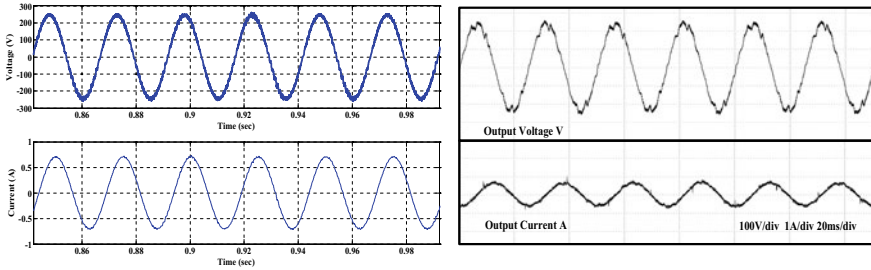 300
200
100
0
-100
-200
-300
Voltage (V)
0.86 0.88 0.9 0.92 0.94 0.96 0.98
Time (sec)
1
0.5
0
-0.5
-1
Current (A)
0.86 0.88 0.9 0.92 0.94 0.96 0.98
Time (sec)
Output Voltage V
Output Current A
100V/div 1A/div 20ms/div